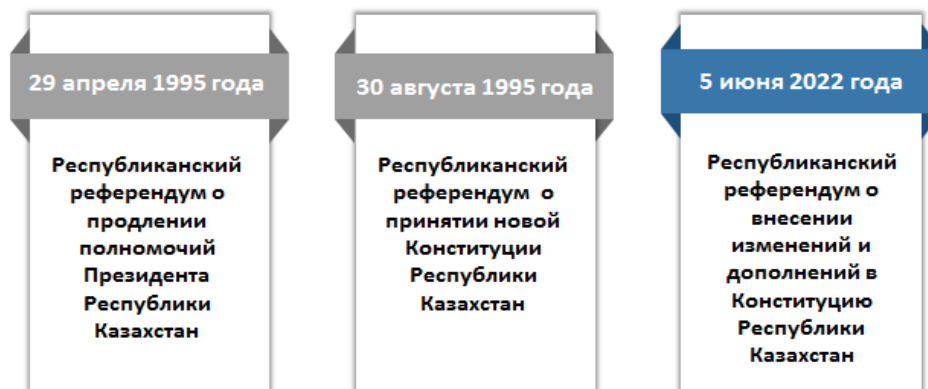 29 апреля 1995 года
Республиканский
референдум о
продлении
полномочий
Президента
Республики
Казахстан
30 августа 1995 года
Республиканский
референдум о
принятии новой
Конституции
Республики
Казахстан
5 июня 2022 года
Республиканский
референдум о
внесении
изменений и
дополнений в
Конституцию
Республики
Казахстан